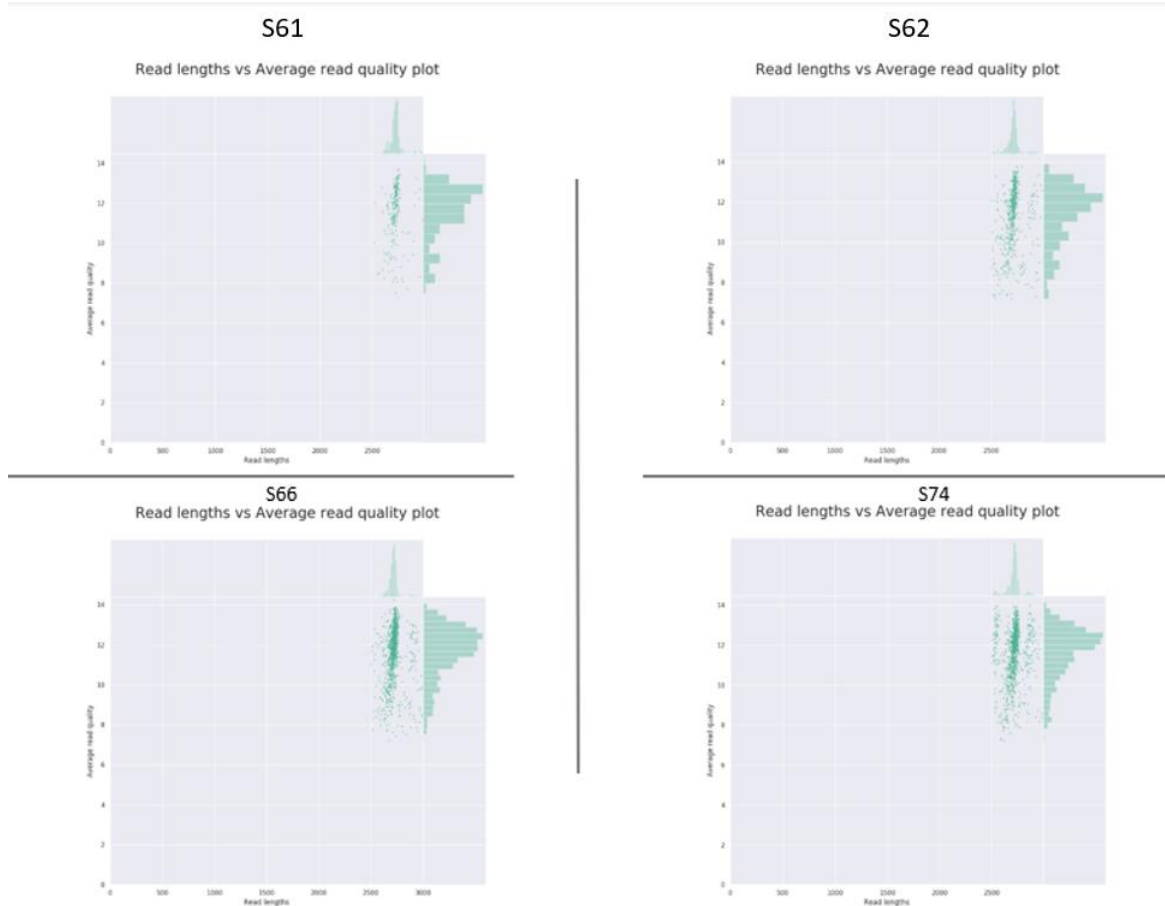 S61
Read lengths vs Average read quality plot
14
12
10
8
6
4
2
0
Average read quality
0 500 1000 1500 2000 2500
Read lengths
S62
Read lengths vs Average read quality plot
14
12
10
8
6
4
2
0
Average read quality
0 500 1000 1500 2000 2500
Read lengths
S66
Read lengths vs Average read quality plot
14
12
10
8
6
4
2
0
Average read quality
0 500 1000 1500 2000 2500 3000
Read lengths
S74
Read lengths vs Average read quality plot
14
12
10
8
6
4
2
0
Average read quality
0 500 1000 1500 2000 2500
Read lengths